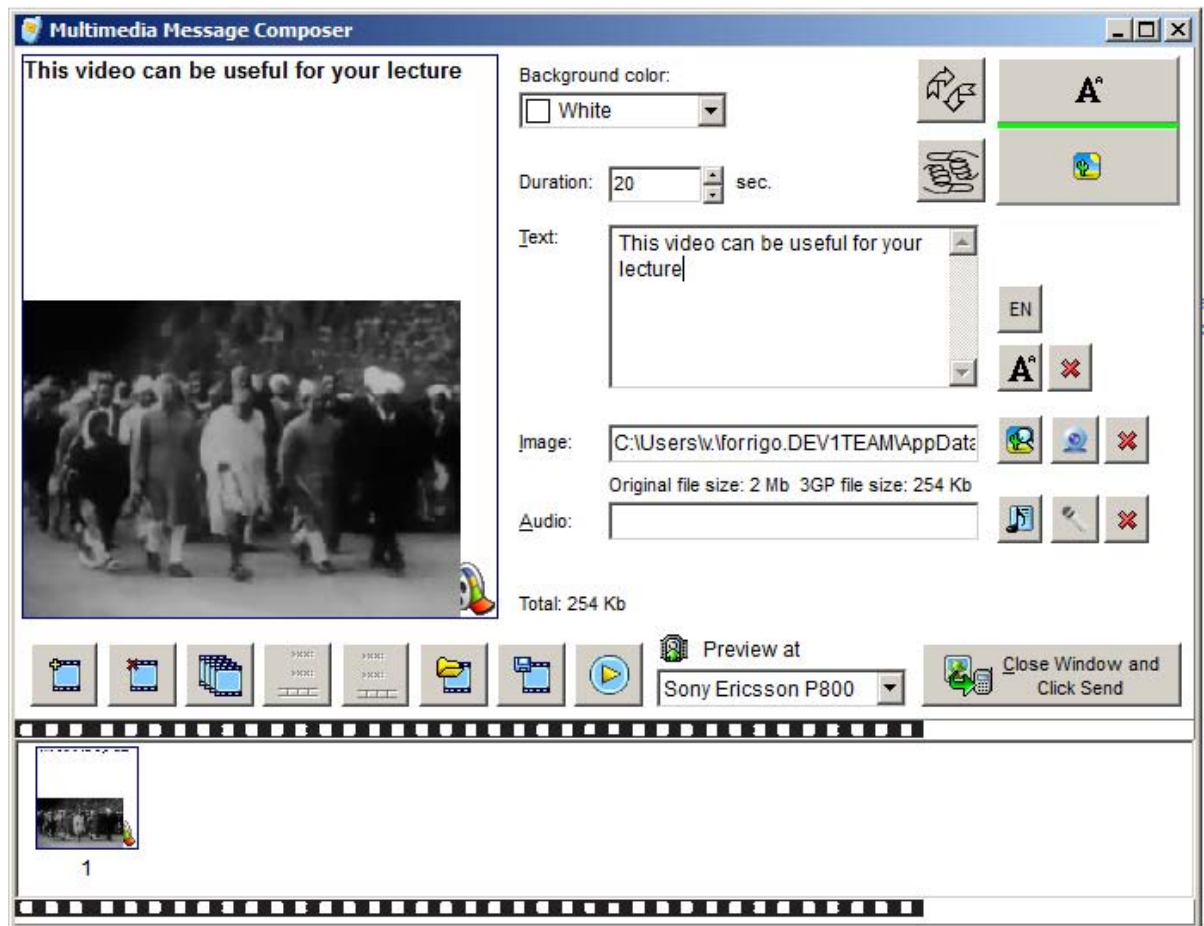 Multimedia Message Composer
This video can be useful for your lecture
Background color:
White
A a
Duration: 20 sec.
Text: This video can be useful for your
lecture
EN
A a
Image: C:\Users\v.\forrigo.DEV1TEAM\AppData
Original file size: 2 Mb 3GP file size: 254 Kb
Audio:
Total: 254 Kb
Preview at
Sony Ericsson P800
Close Window and
Click Send
1